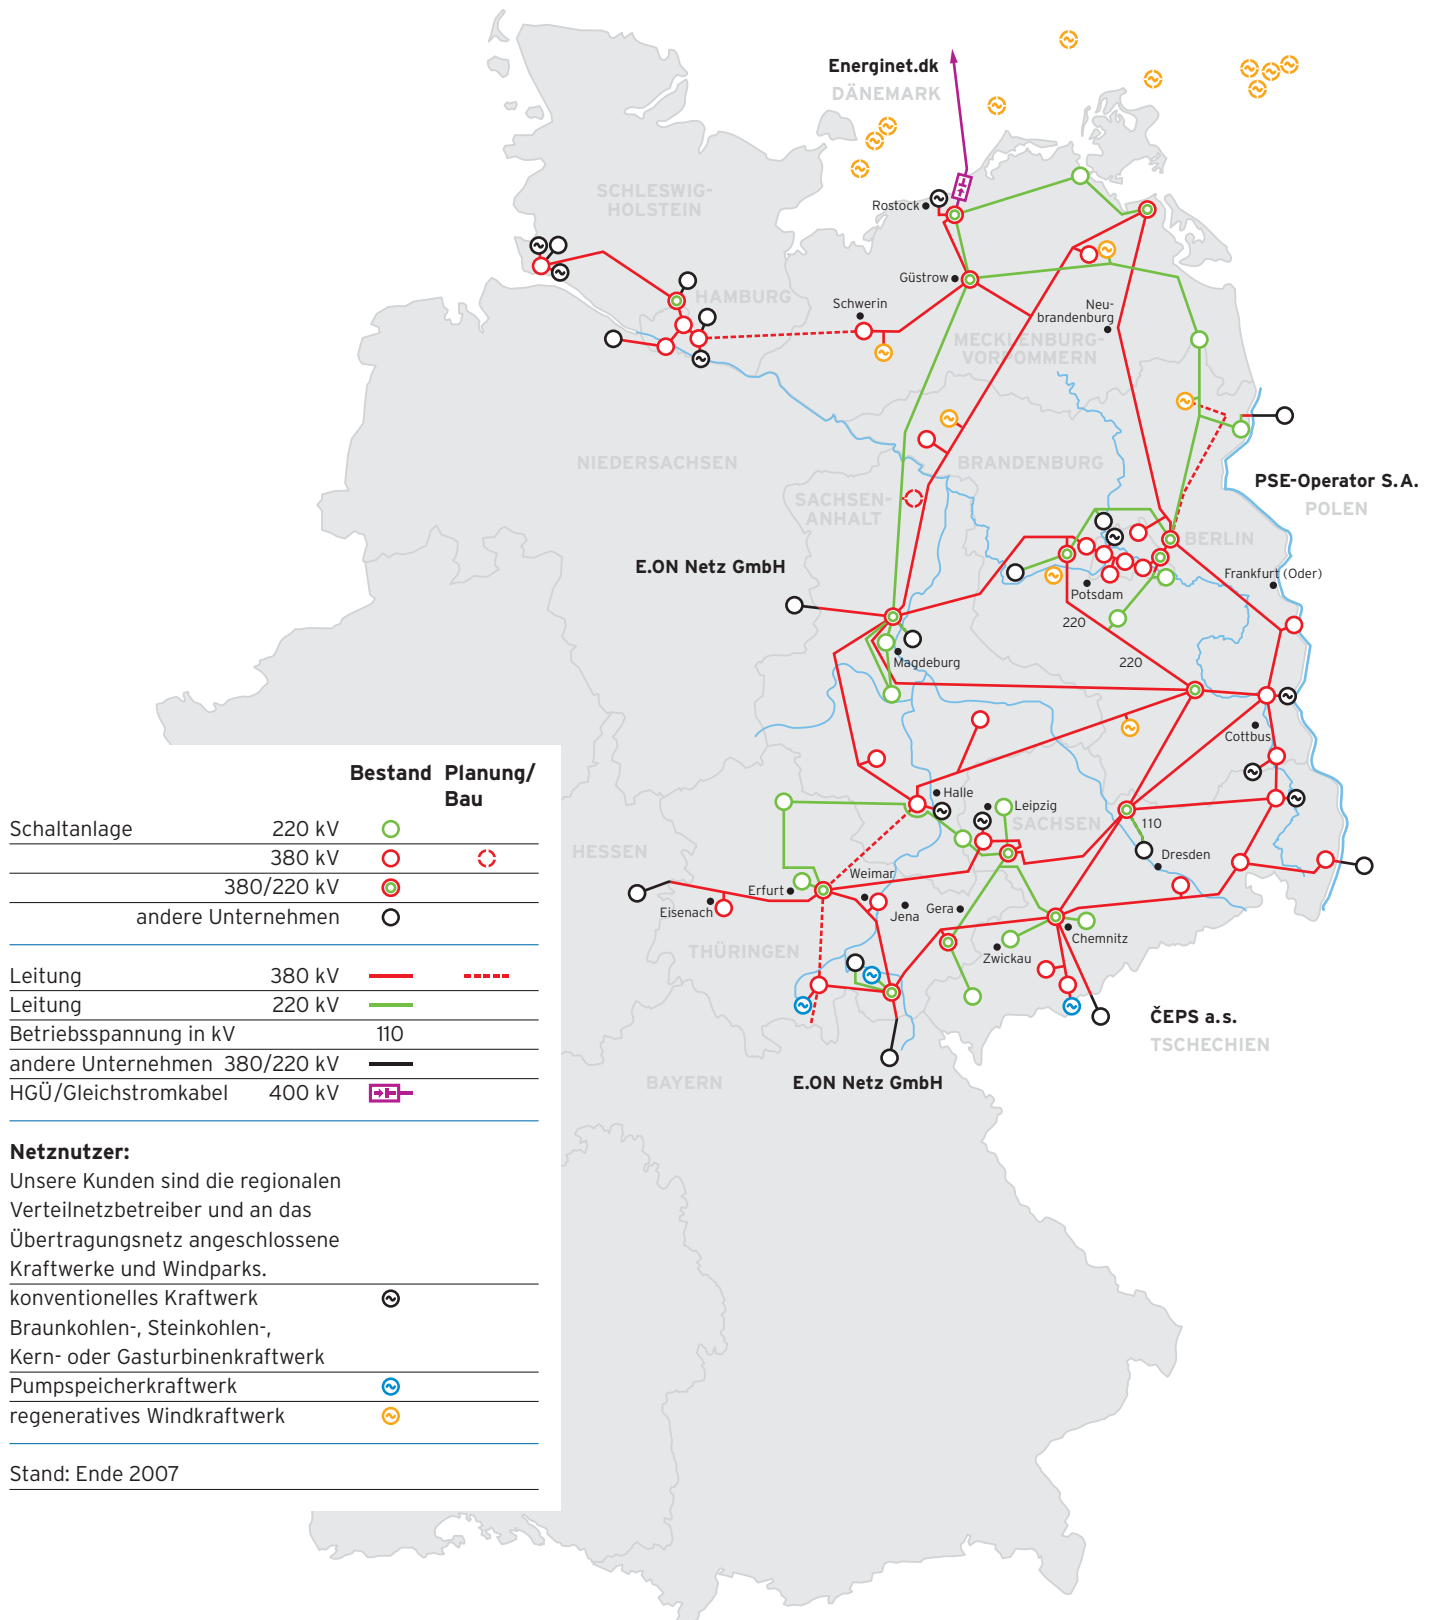 Energinet.dk
DÄNEMARK
SCHLESWIG-
HOLSTEIN
Rostock
Güstrow
HAMBURG
Schwerin
Neu-
brandenburg
MECKLENBURG-
VORPOMMERN
NIEDERSACHSEN
BRANDENBURG
SACHSEN-
ANHALT
PSE-Operator S.A.
POLEN
BERLIN
E.ON Netz GmbH
Frankfurt (Oder)
Potsdam
220
220
Magdeburg
Cottbus
Halle
Leipzig
SACHSEN
110
Dresden
HESSEN
Weimar
Erfurt
Eisenach
Jena
Gera
Chemnitz
Zwickau
THÜRINGEN
ČEPS a.s.
TSCHECHIEN
BAYERN
E.ON Netz GmbH
Bestand Planung/
Bau
Schaltanlage 220 kV
380 kV
380/220 kV
andere Unternehmen
Leitung 380 kV
Leitung 220 kV
Betriebsspannung in kV 110
andere Unternehmen 380/220 kV
HGÜ/Gleichstromkabel 400 kV
Netznutzer:
Unsere Kunden sind die regionalen
Verteilnetzbetreiber und an das
Übertragungsnetz angeschlossene
Kraftwerke und Windparks.
konventionelles Kraftwerk
Braunkohlen-, Steinkohlen-,
Kern- oder Gasturbinenkraftwerk
Pumpspeicherkraftwerk
regeneratives Windkraftwerk
Stand: Ende 2007